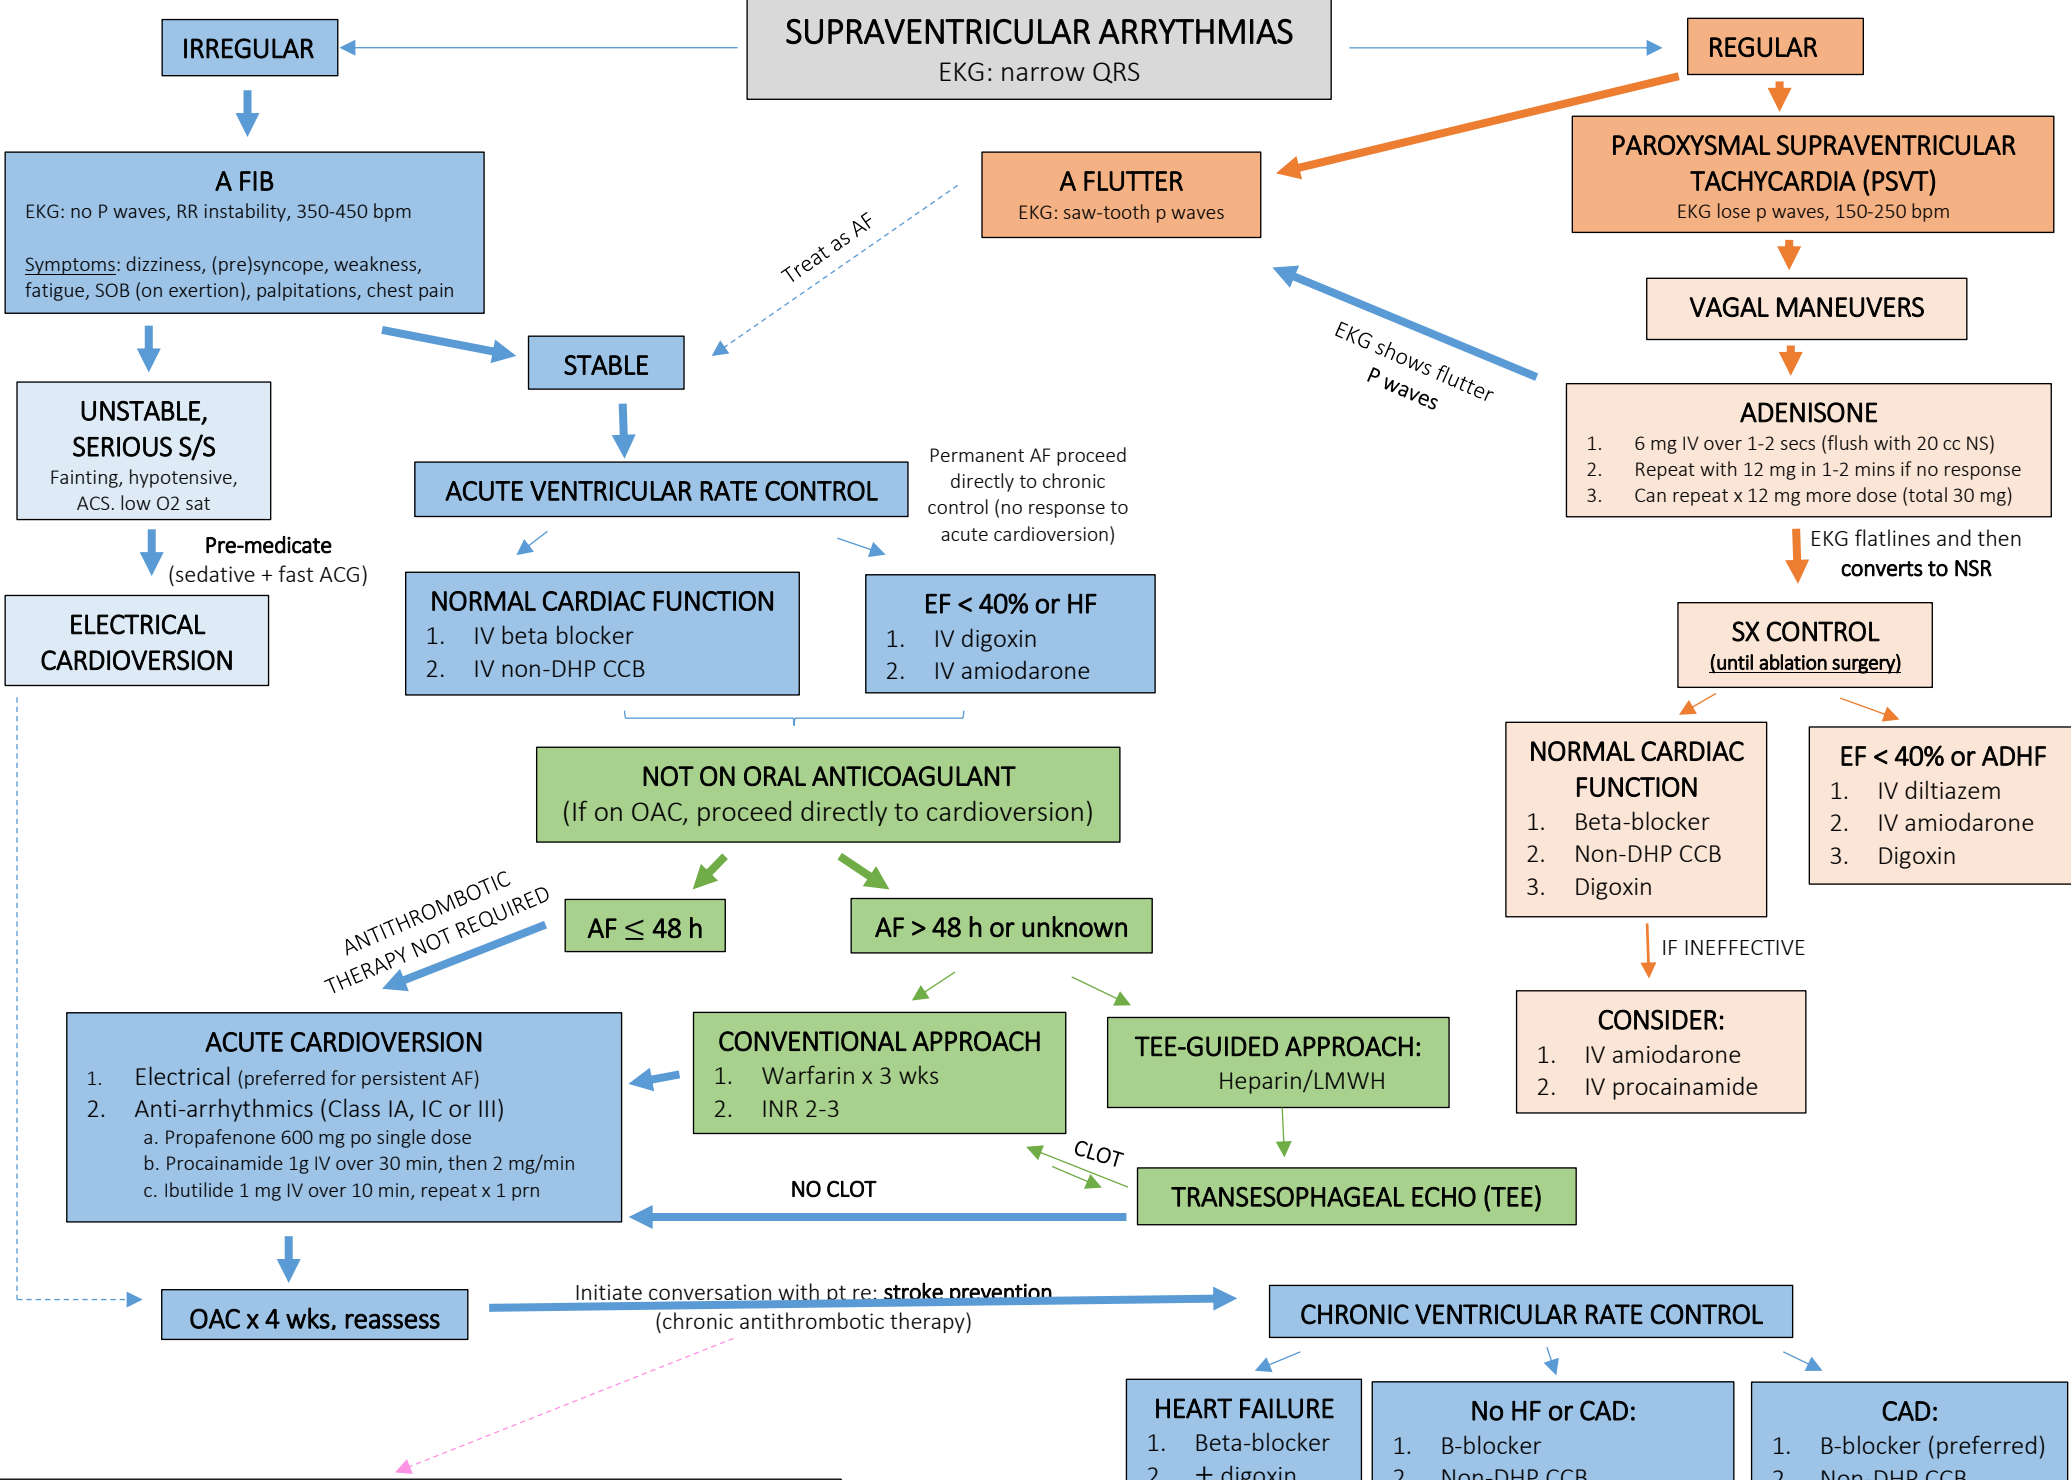 SUPRAVENTRICULAR ARRYTHMIAS
EKG: narrow QRS
IRREGULAR
REGULAR
A FIB
EKG: no P waves, RR instability, 350-450 bpm
Symptoms: dizziness, (pre)syncope, weakness,
fatigue, SOB (on exertion), palpitations, chest pain
A FLUTTER
EKG: saw-tooth p waves
PAROXYSMAL SUPRAVENTRICULAR
TACHYCARDIA (PSVT)
EKG lose p waves, 150-250 bpm
Treat as AF
VAGAL MANEUVERS
EKG shows flutter
P waves
STABLE
UNSTABLE,
SERIOUS S/S
Fainting, hypotensive,
ACS. low O2 sat
ADENISONE
1. 6 mg IV over 1-2 secs (flush with 20 cc NS)
2. Repeat with 12 mg in 1-2 mins if no response
3. Can repeat x 12 mg more dose (total 30 mg)
ACUTE VENTRICULAR RATE CONTROL
Permanent AF proceed
directly to chronic
control (no response to
acute cardioversion)
Pre-medicate
(sedative + fast ACG)
EKG flatlines and then
converts to NSR
ELECTRICAL
CARDIOVERSION
NORMAL CARDIAC FUNCTION
1. IV beta blocker
2. IV non-DHP CCB
EF < 40% or HF
1. IV digoxin
2. IV amiodarone
SX CONTROL
(until ablation surgery)
NORMAL CARDIAC
FUNCTION
1. Beta-blocker
2. Non-DHP CCB
3. Digoxin
EF < 40% or ADHF
1. IV diltiazem
2. IV amiodarone
3. Digoxin
NOT ON ORAL ANTICOAGULANT
(If on OAC, proceed directly to cardioversion)
ANTITHROMBOTIC
THERAPY NOT REQUIRED
AF ≤ 48 h
AF > 48 h or unknown
IF INEFFECTIVE
CONSIDER:
1. IV amiodarone
2. IV procainamide
ACUTE CARDIOVERSION
1. Electrical (preferred for persistent AF)
2. Anti-arrhythmics (Class IA, IC or III)
a. Propafenone 600 mg po single dose
b. Procainamide 1g IV over 30 min, then 2 mg/min
c. Ibutilide 1 mg IV over 10 min, repeat x 1 prn
CONVENTIONAL APPROACH
1. Warfarin x 3 wks
2. INR 2-3
TEE-GUIDED APPROACH:
Heparin/LMWH
CLOT
NO CLOT
TRANSESOPHAGEAL ECHO (TEE)
OAC x 4 wks, reassess
Initiate conversation with pt re: stroke prevention
(chronic antithrombotic therapy)
CHRONIC VENTRICULAR RATE CONTROL
HEART FAILURE
1. Beta-blocker
2. ± digoxin
No HF or CAD:
1. B-blocker
2. Non-DHP CCB
CAD:
1. B-blocker (preferred)
2. Non-DHP CCB